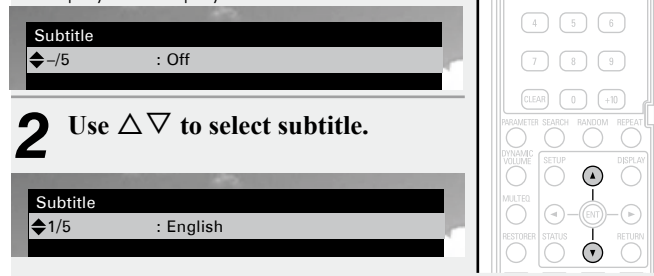 Subtitle
–/5 : Off
2 Use △▽ to select subtitle.
Subtitle
1/5 : English
4 5 6
7 8 9
CLEAR 0 +10
PARAMETER SEARCH RANDOM REPEAT
DYNAMIC VOLUME SETUP DISPLAY
MULTEQ
ENT
RESTORER STATUS RETURN